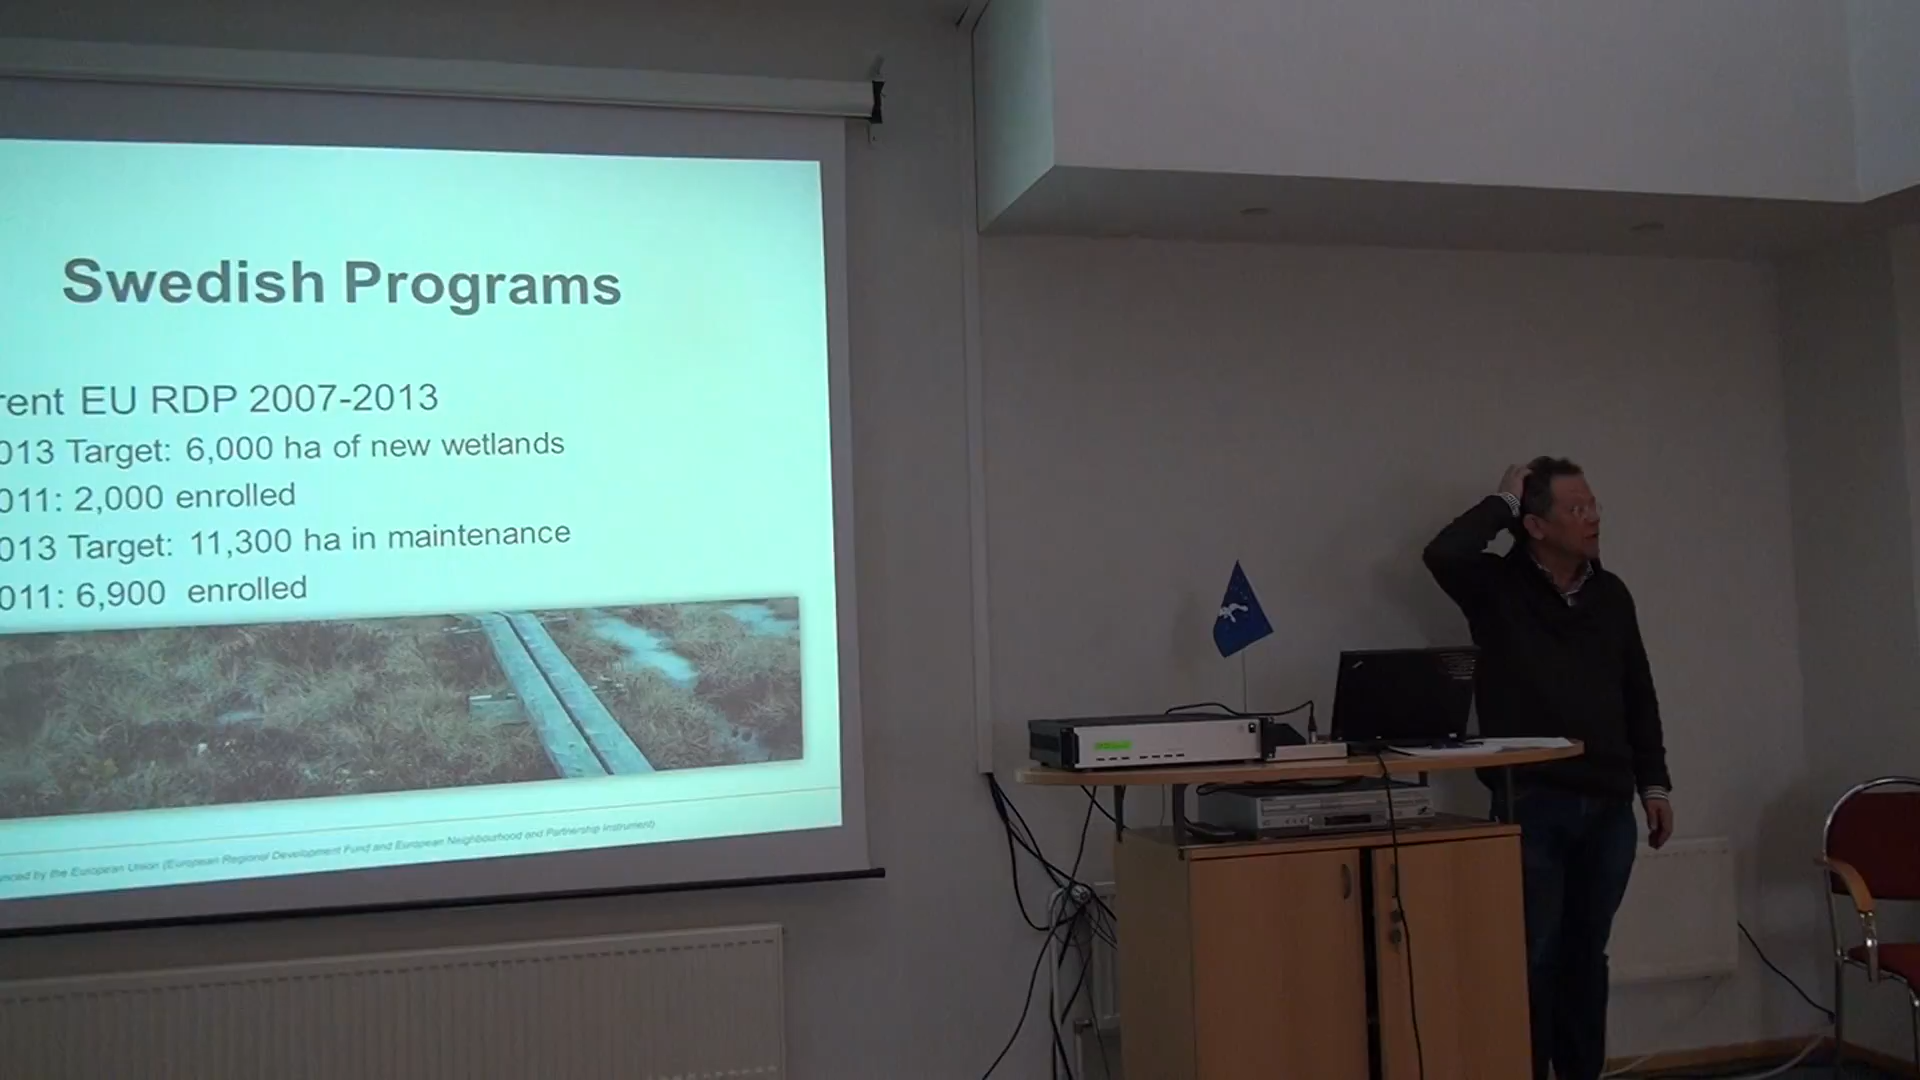 Swedish Programs
rent EU RDP 2007-2013
013 Target: 6,000 ha of new wetlands
011: 2,000 enrolled
013 Target: 11,300 ha in maintenance
011: 6,900 enrolled
nced by the European Union (European Regional Development Fund and European Neighbourhood and Partnership Instrument)